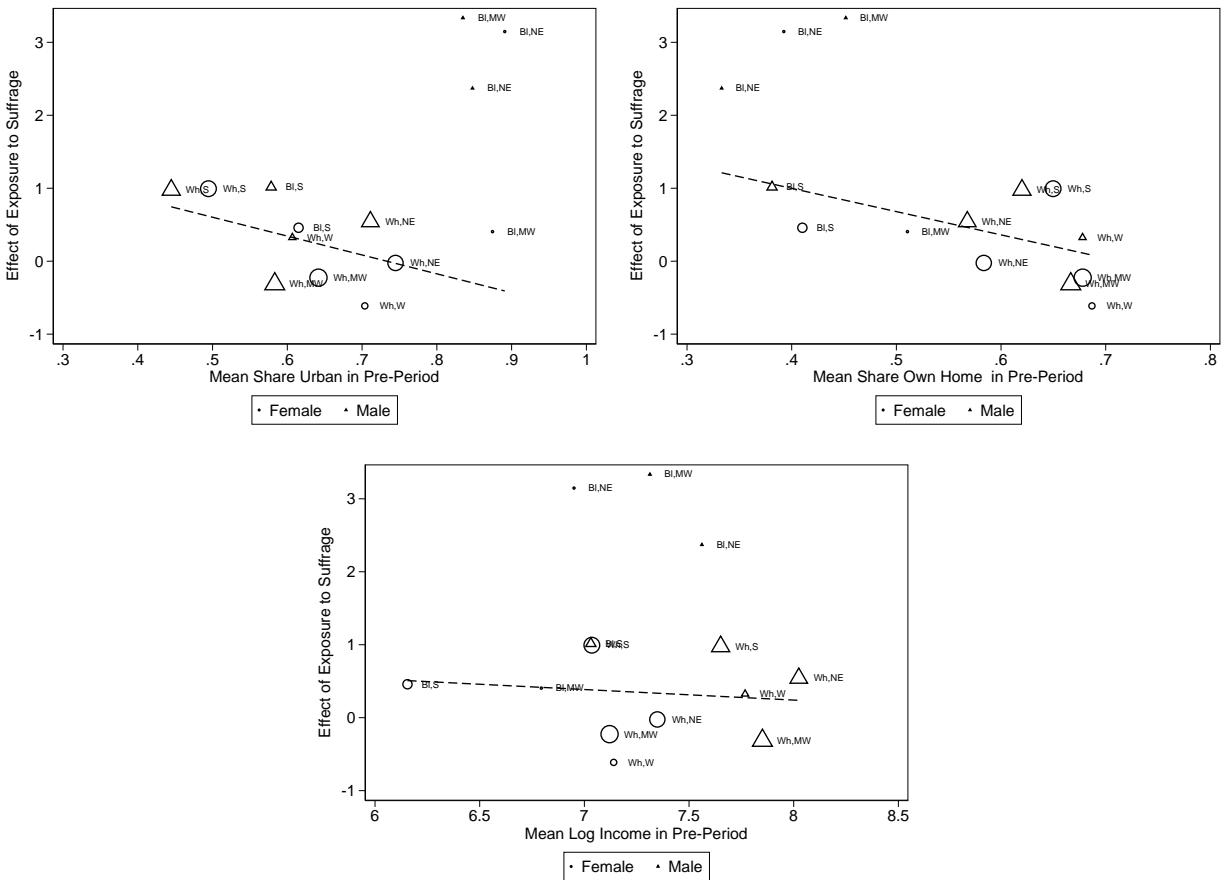 Effect of Exposure to Suffrage
3
2
1
0
-1
Bl,MW
Bl,NE
Bl,NE
Wh,S
Wh,S
Bl,S
Bl,S
Wh,W
Wh,NE
Bl,MW
Wh,NE
Wh,MW
Wh,MW
Wh,W
.3 .4 .5 .6 .7 .8 .9 1
Mean Share Urban in Pre-Period
Female Male
Effect of Exposure to Suffrage
3
2
1
0
-1
Bl,MW
Bl,NE
Bl,NE
Bl,S
Wh,S
Wh,S
Bl,S
Bl,MW
Wh,NE
Wh,W
Wh,NE
Wh,MW
Wh,MW
Wh,W
.3 .4 .5 .6 .7 .8
Mean Share Own Home in Pre-Period
Female Male
Effect of Exposure to Suffrage
3
2
1
0
-1
Bl,MW
Bl,NE
Bl,NE
Bl,S
Wh,S
Wh,S
Wh,NE
Bl,S
Bl,MW
Wh,W
Wh,NE
Wh,MW
Wh,MW
Wh,W
6 6.5 7 7.5 8 8.5
Mean Log Income in Pre-Period
Female Male